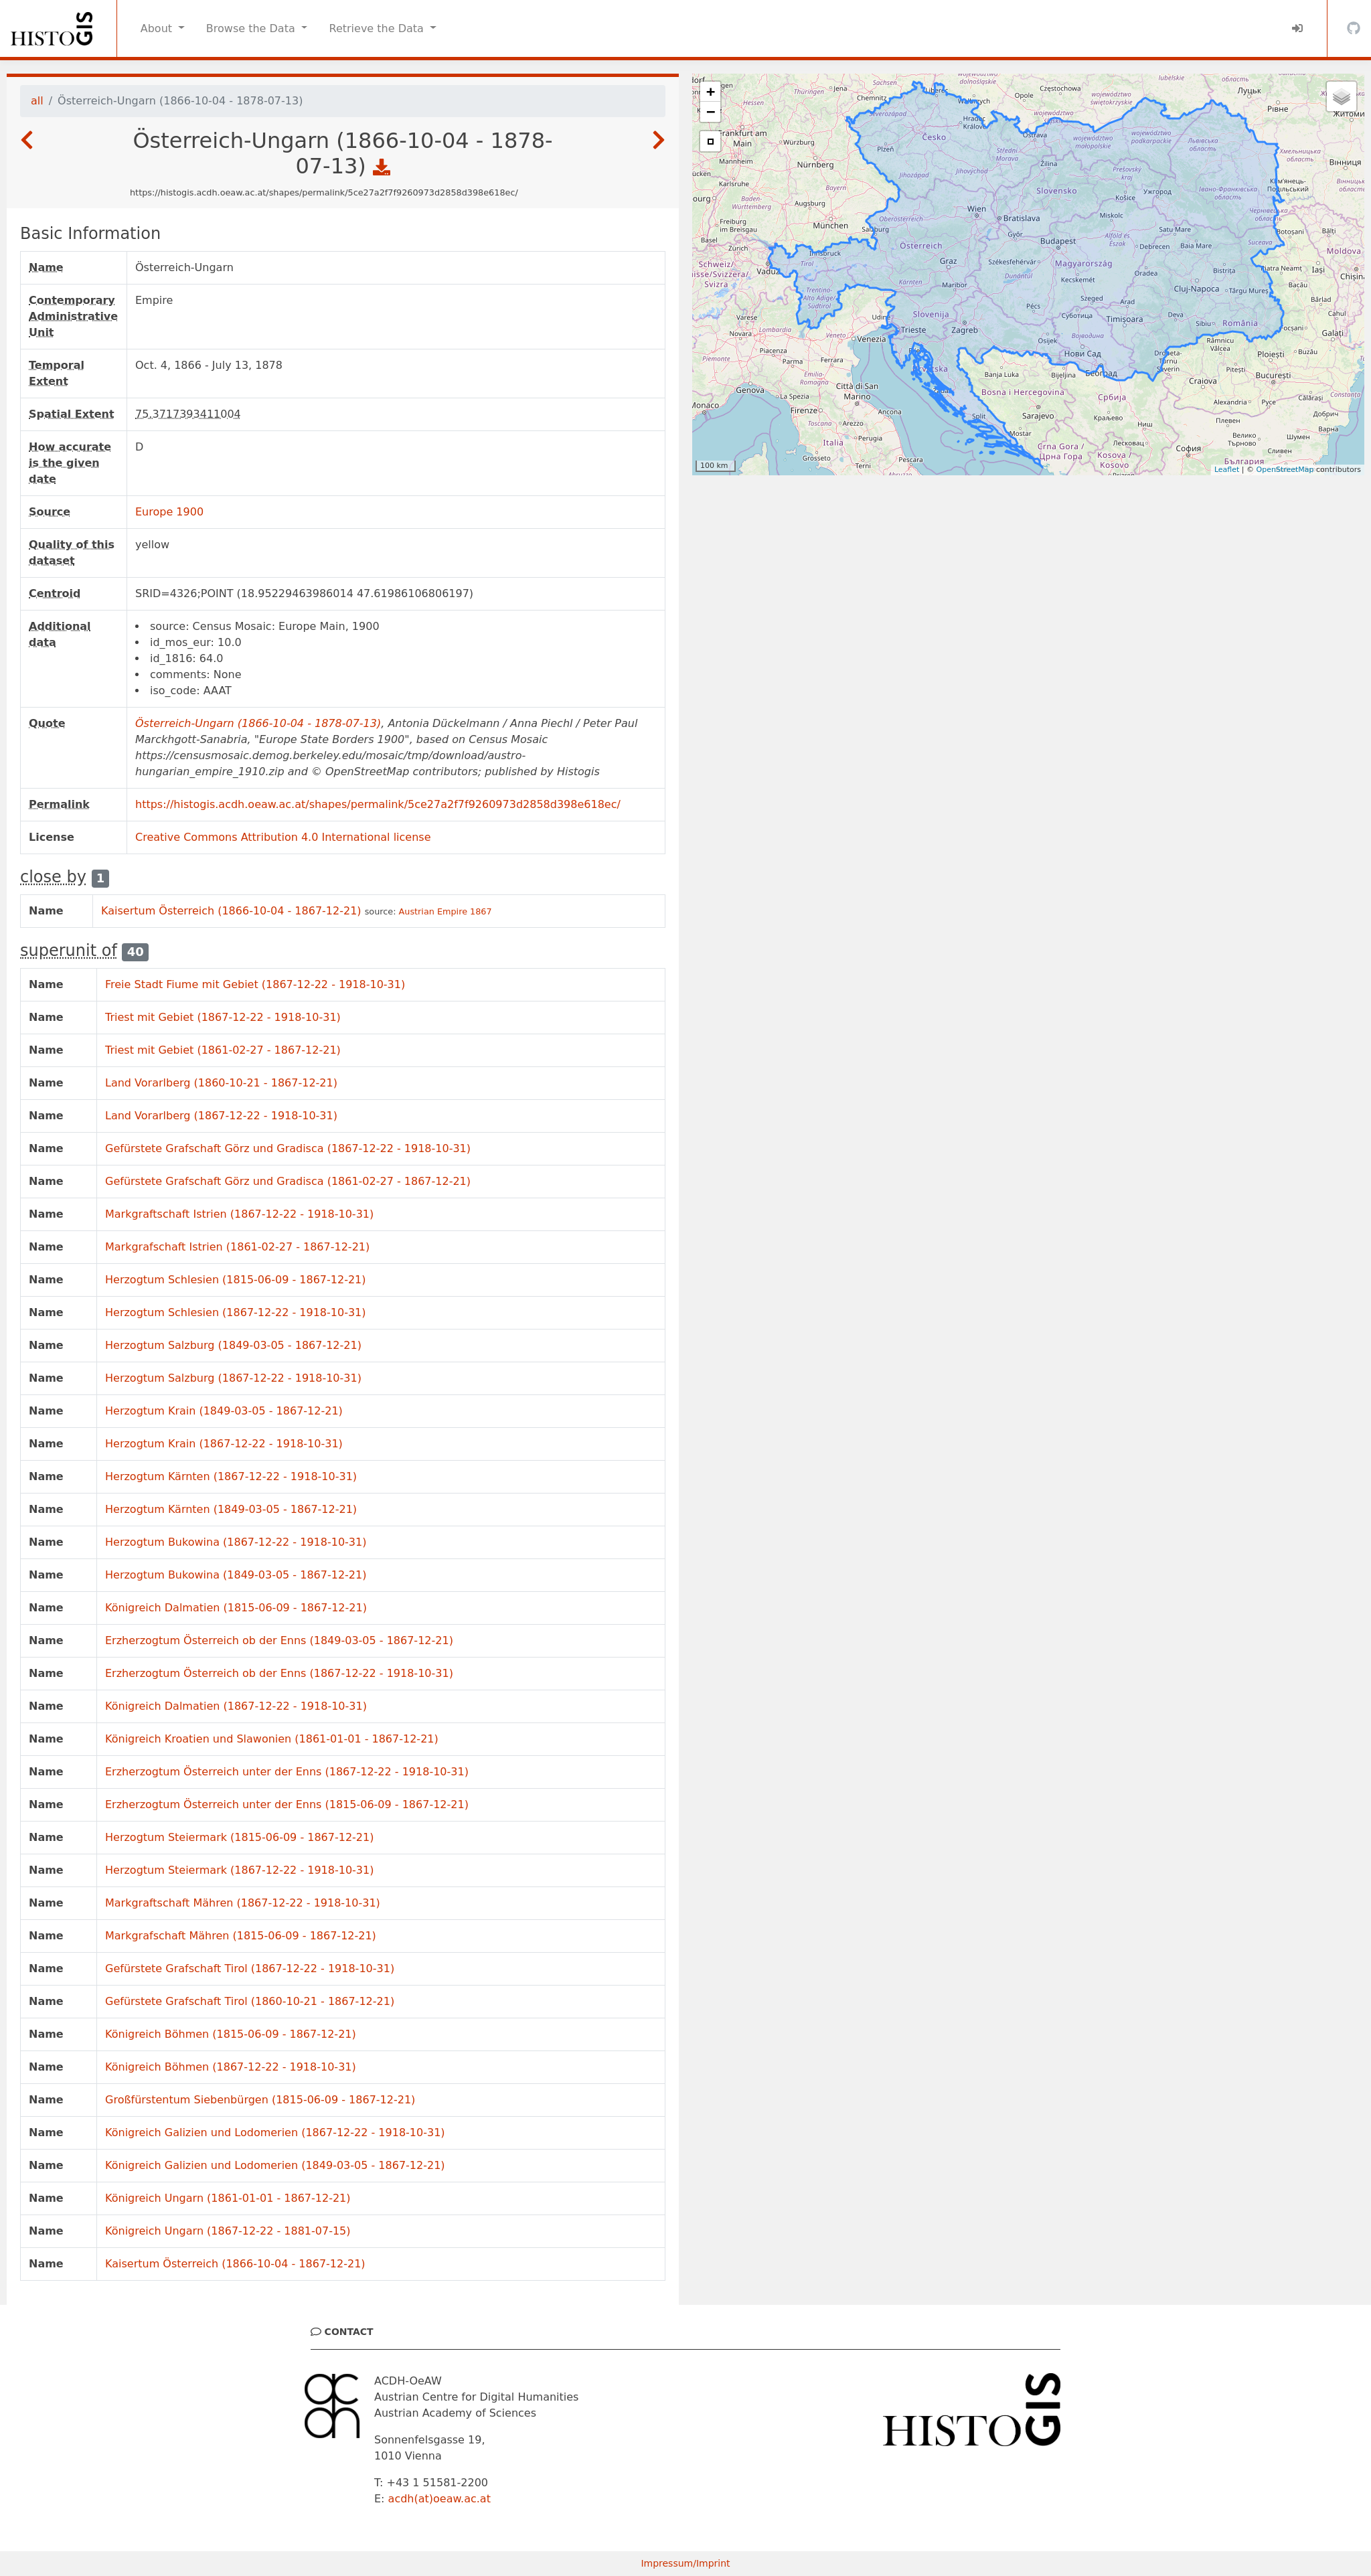 HISTOGIS
About
Browse the Data
Retrieve the Data
all / Österreich-Ungarn (1866-10-04 - 1878-07-13)
Österreich-Ungarn (1866-10-04 - 1878-
07-13)
https://histogis.acdh.oeaw.ac.at/shapes/permalink/5ce27a2f7f9260973d2858d398e618ec/
Basic Information
Name Österreich-Ungarn
Contemporary Administrative Unit Empire
Temporal Extent Oct. 4, 1866 - July 13, 1878
Spatial Extent 75.3717393411004
How accurate is the given date D
Source Europe 1900
Quality of this dataset yellow
Centroid SRID=4326;POINT (18.95229463986014 47.61986106806197)
Additional data
• source: Census Mosaic: Europe Main, 1900
• id_mos_eur: 10.0
• id_1816: 64.0
• comments: None
• iso_code: AAAT
Quote Österreich-Ungarn (1866-10-04 - 1878-07-13), Antonia Dückelmann / Anna Piechl / Peter Paul
Marckhgott-Sanabria, "Europe State Borders 1900", based on Census Mosaic
https://censusmosaic.demog.berkeley.edu/mosaic/tmp/download/austro-
hungarian_empire_1910.zip and © OpenStreetMap contributors; published by Histogis
Permalink https://histogis.acdh.oeaw.ac.at/shapes/permalink/5ce27a2f7f9260973d2858d398e618ec/
License Creative Commons Attribution 4.0 International license
close by 1
Name Kaisertum Österreich (1866-10-04 - 1867-12-21) source: Austrian Empire 1867
superunit of 40
Name Freie Stadt Fiume mit Gebiet (1867-12-22 - 1918-10-31)
Name Triest mit Gebiet (1867-12-22 - 1918-10-31)
Name Triest mit Gebiet (1861-02-27 - 1867-12-21)
Name Land Vorarlberg (1860-10-21 - 1867-12-21)
Name Land Vorarlberg (1867-12-22 - 1918-10-31)
Name Gefürstete Grafschaft Görz und Gradisca (1867-12-22 - 1918-10-31)
Name Gefürstete Grafschaft Görz und Gradisca (1861-02-27 - 1867-12-21)
Name Markgraftschaft Istrien (1867-12-22 - 1918-10-31)
Name Markgrafschaft Istrien (1861-02-27 - 1867-12-21)
Name Herzogtum Schlesien (1815-06-09 - 1867-12-21)
Name Herzogtum Schlesien (1867-12-22 - 1918-10-31)
Name Herzogtum Salzburg (1849-03-05 - 1867-12-21)
Name Herzogtum Salzburg (1867-12-22 - 1918-10-31)
Name Herzogtum Krain (1849-03-05 - 1867-12-21)
Name Herzogtum Krain (1867-12-22 - 1918-10-31)
Name Herzogtum Kärnten (1867-12-22 - 1918-10-31)
Name Herzogtum Kärnten (1849-03-05 - 1867-12-21)
Name Herzogtum Bukowina (1867-12-22 - 1918-10-31)
Name Herzogtum Bukowina (1849-03-05 - 1867-12-21)
Name Königreich Dalmatien (1815-06-09 - 1867-12-21)
Name Erzherzogtum Österreich ob der Enns (1849-03-05 - 1867-12-21)
Name Erzherzogtum Österreich ob der Enns (1867-12-22 - 1918-10-31)
Name Königreich Dalmatien (1867-12-22 - 1918-10-31)
Name Königreich Kroatien und Slawonien (1861-01-01 - 1867-12-21)
Name Erzherzogtum Österreich unter der Enns (1867-12-22 - 1918-10-31)
Name Erzherzogtum Österreich unter der Enns (1815-06-09 - 1867-12-21)
Name Herzogtum Steiermark (1815-06-09 - 1867-12-21)
Name Herzogtum Steiermark (1867-12-22 - 1918-10-31)
Name Markgraftschaft Mähren (1867-12-22 - 1918-10-31)
Name Markgrafschaft Mähren (1815-06-09 - 1867-12-21)
Name Gefürstete Grafschaft Tirol (1867-12-22 - 1918-10-31)
Name Gefürstete Grafschaft Tirol (1860-10-21 - 1867-12-21)
Name Königreich Böhmen (1815-06-09 - 1867-12-21)
Name Königreich Böhmen (1867-12-22 - 1918-10-31)
Name Großfürstentum Siebenbürgen (1815-06-09 - 1867-12-21)
Name Königreich Galizien und Lodomerien (1867-12-22 - 1918-10-31)
Name Königreich Galizien und Lodomerien (1849-03-05 - 1867-12-21)
Name Königreich Ungarn (1861-01-01 - 1867-12-21)
Name Königreich Ungarn (1867-12-22 - 1881-07-15)
Name Kaisertum Österreich (1866-10-04 - 1867-12-21)
+
−
Česko
Nürnberg
München
Wien
Bratislava
Slovensko
Österreich
Graz
Budapest
Magyarország
Maribor
Slovenija
Zagreb
Trieste
Venezia
Cluj-Napoca
România
Timișoara
Нови Сад
Београд
Bosna i Hercegovina
Sarajevo
Split
Mostar
București
Craiova
Ploiești
София
Italia
Firenze
Genova
Ancona
Perugia
Pescara
100 km
Leaflet | © OpenStreetMap contributors
CONTACT
ACDH-OeAW
Austrian Centre for Digital Humanities
Austrian Academy of Sciences
Sonnenfelsgasse 19,
1010 Vienna
T: +43 1 51581-2200
E: acdh(at)oeaw.ac.at
HISTOGIS
Impressum/Imprint